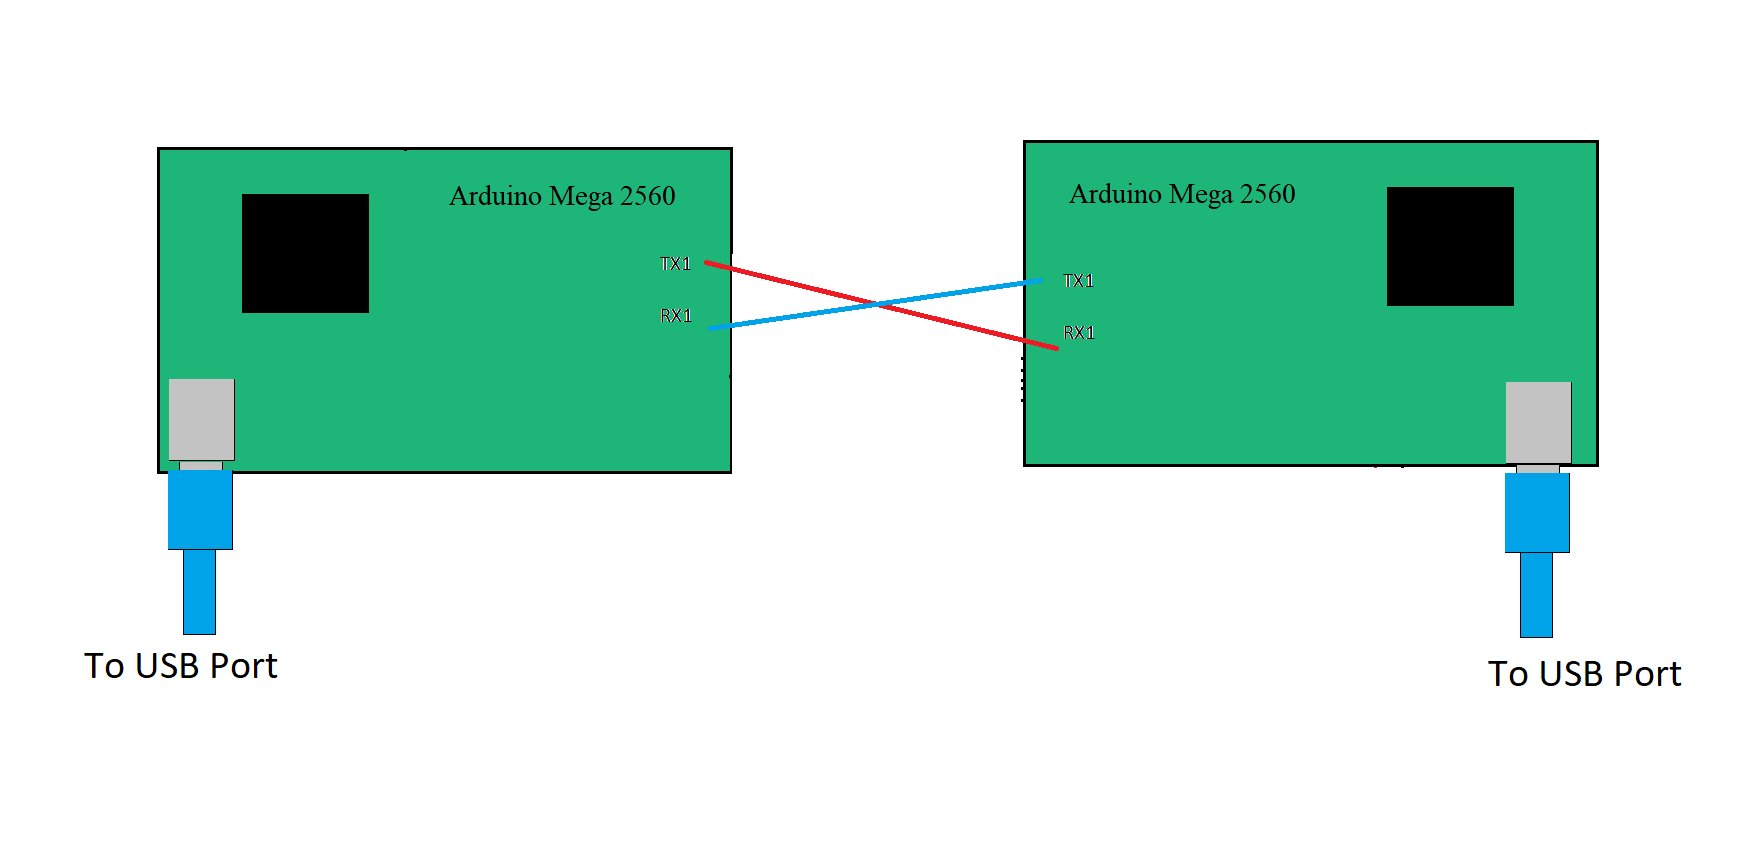 Arduino Mega 2560
TX1
RX1
To USB Port
Arduino Mega 2560
TX1
RX1
To USB Port